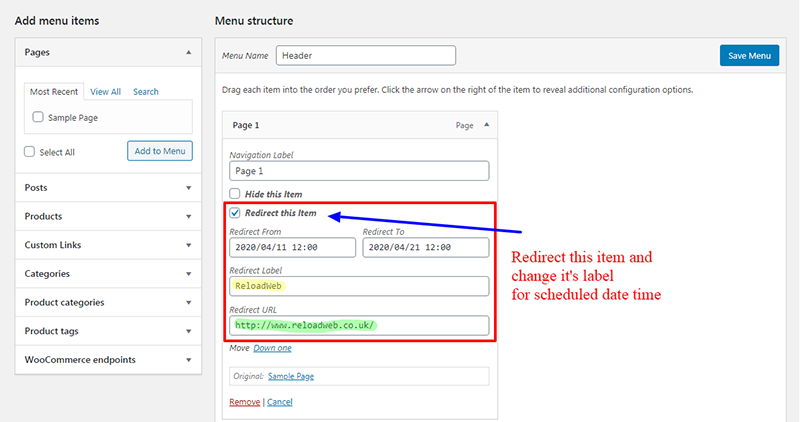 Add menu items
Pages
Most Recent View All Search
Sample Page
Select All Add to Menu
Posts
Products
Custom Links
Categories
Product categories
Product tags
WooCommerce endpoints
Menu structure
Menu Name Header Save Menu
Drag each item into the order you prefer. Click the arrow on the right of the item to reveal additional configuration options.
Page 1 Page
Navigation Label
Page 1
Hide this Item
Redirect this Item
Redirect From Redirect To
2020/04/11 12:00 2020/04/21 12:00
Redirect Label
ReloadWeb
Redirect URL
http://www.reloadweb.co.uk/
Move Down one
Original: Sample Page
Remove | Cancel
Redirect this item and
change it's label
for scheduled date time